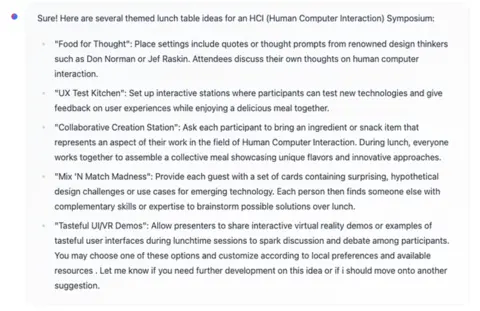 Sure! Here are several themed lunch table ideas for an HCI (Human Computer Interaction) Symposium:
"Food for Thought": Place settings include quotes or thought prompts from renowned design thinkers
such as Don Norman or Jef Raskin. Attendees discuss their own thoughts on human computer
interaction.
"UX Test Kitchen": Set up interactive stations where participants can test new technologies and give
feedback on user experiences while enjoying a delicious meal together.
"Collaborative Creation Station": Ask each participant to bring an ingredient or snack item that
represents an aspect of their work in the field of Human Computer Interaction. During lunch, everyone
works together to assemble a collective meal showcasing unique flavors and innovative approaches.
"Mix 'N Match Madness": Provide each guest with a set of cards containing surprising, hypothetical
design challenges or use cases for emerging technology. Each person then finds someone else with
complementary skills or expertise to brainstorm possible solutions over lunch.
"Tasteful UI/VR Demos": Allow presenters to share interactive virtual reality demos or examples of
tasteful user interfaces during lunchtime sessions to spark discussion and debate among participants.
You may choose one of these options and customize according to local preferences and available
resources . Let me know if you need further development on this idea or if i should move onto another
suggestion.